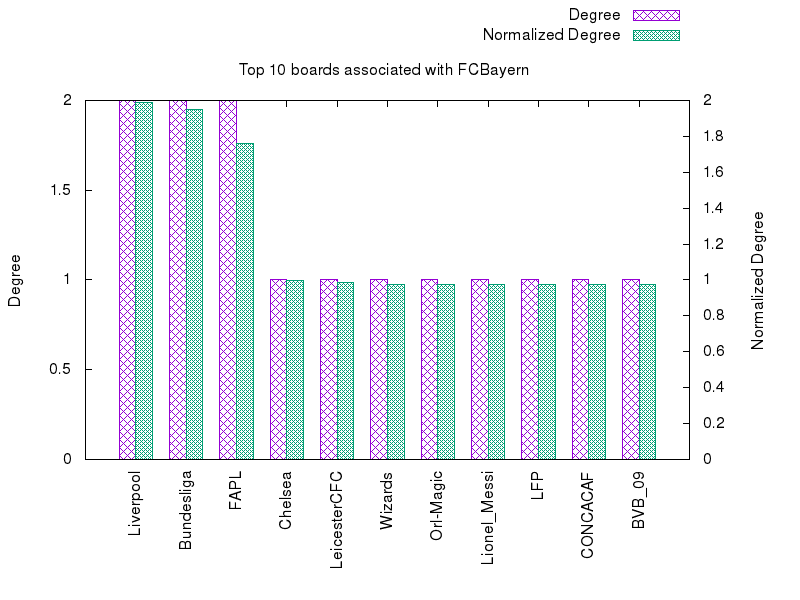 Degree
Normalized Degree
Top 10 boards associated with FCBayern
2
1.5
1
0.5
0
Degree
2
1.8
1.6
1.4
1.2
1
0.8
0.6
0.4
0.2
0
Normalized Degree
Liverpool
Bundesliga
FAPL
Chelsea
LeicesterCFC
Wizards
Orl-Magic
Lionel_Messi
LFP
CONCACAF
BVB_09